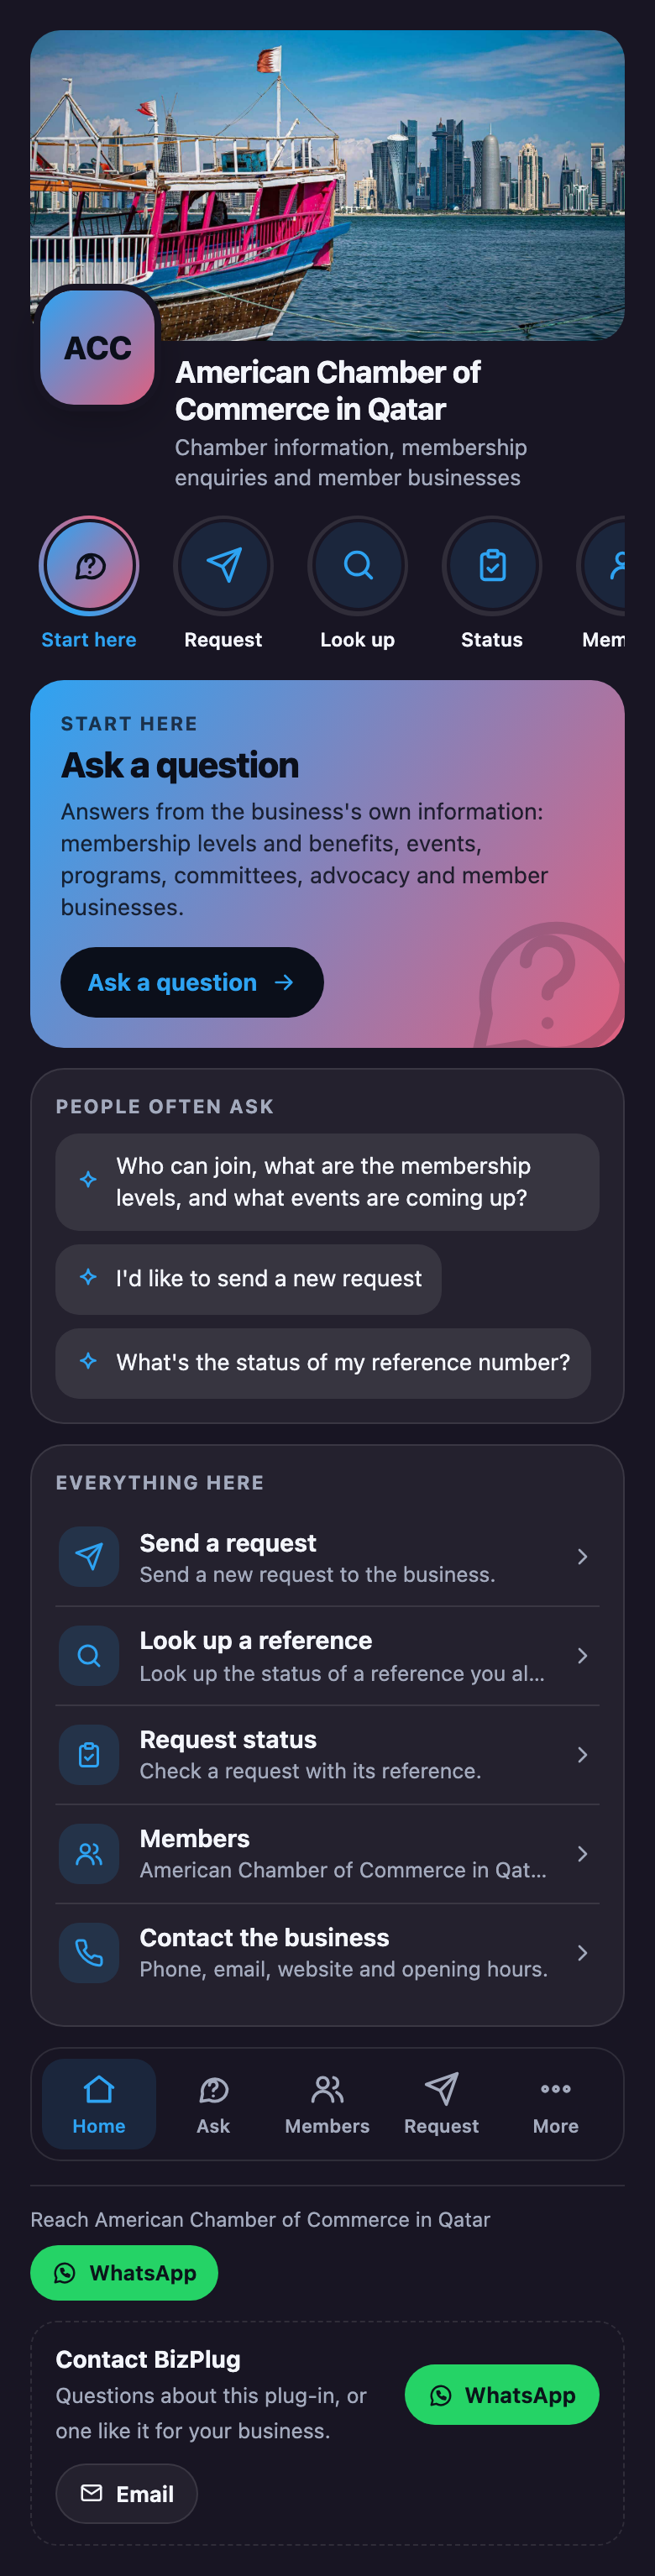 ACC
American Chamber of
Commerce in Qatar
Chamber information, membership
enquiries and member businesses
Start here
Request
Look up
Status
Mem
START HERE
Ask a question
Answers from the business's own information:
membership levels and benefits, events,
programs, committees, advocacy and member
businesses.
Ask a question
PEOPLE OFTEN ASK
Who can join, what are the membership
levels, and what events are coming up?
I'd like to send a new request
What's the status of my reference number?
EVERYTHING HERE
Send a request
Send a new request to the business.
Look up a reference
Look up the status of a reference you al...
Request status
Check a request with its reference.
Members
American Chamber of Commerce in Qat...
Contact the business
Phone, email, website and opening hours.
Home
Ask
Members
Request
More
Reach American Chamber of Commerce in Qatar
WhatsApp
Contact BizPlug
Questions about this plug-in, or
one like it for your business.
WhatsApp
Email